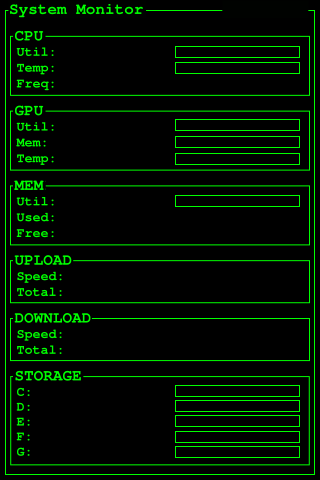 System Monitor
CPU
Util:
Temp:
Freq:
GPU
Util:
Mem:
Temp:
MEM
Util:
Used:
Free:
UPLOAD
Speed:
Total:
DOWNLOAD
Speed:
Total:
STORAGE
C:
D:
E:
F:
G: